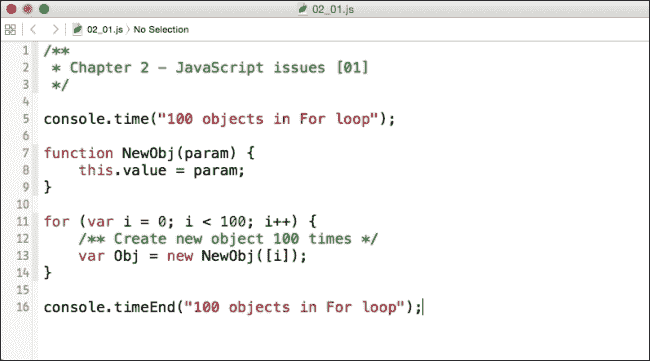 02_01.js
02_01.js › No Selection
1 /**
2  * Chapter 2 - JavaScript issues [01]
3  */
4
5 console.time("100 objects in For loop");
6
7 function NewObj(param) {
8     this.value = param;
9 }
10
11 for (var i = 0; i < 100; i++) {
12     /** Create new object 100 times */
13     var Obj = new NewObj([i]);
14 }
15
16 console.timeEnd("100 objects in For loop");